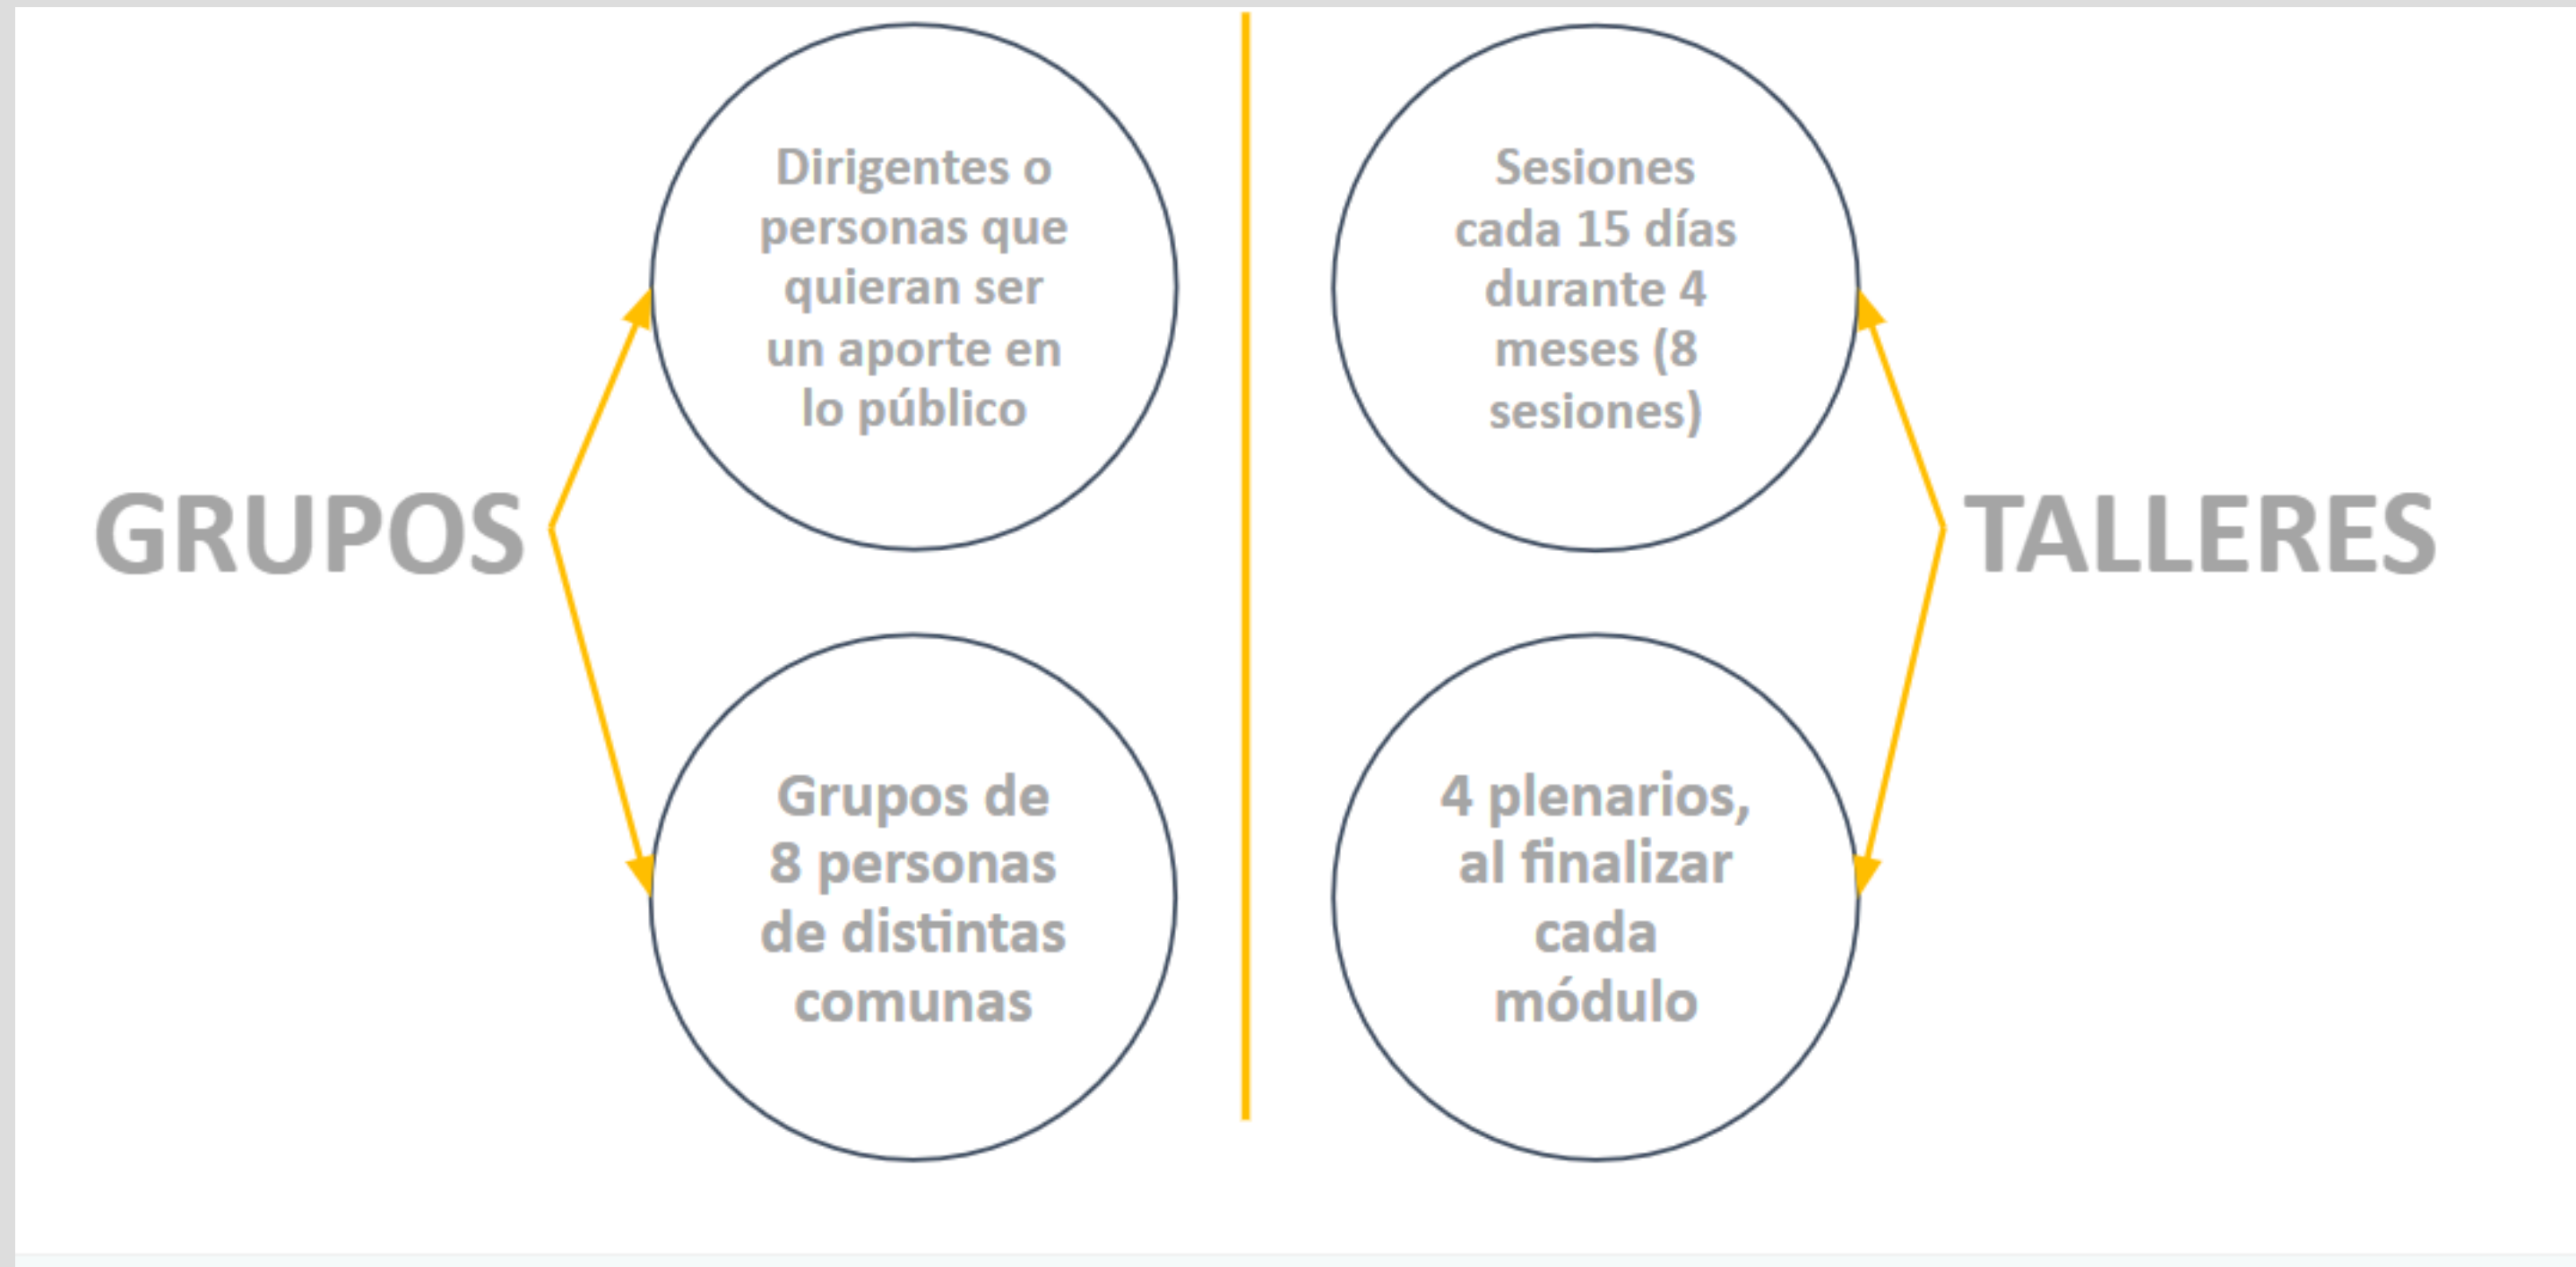 GRUPOS
Dirigentes o
personas que
quieran ser
un aporte en
lo público
Grupos de
8 personas
de distintas
comunas
Sesiones
cada 15 días
durante 4
meses (8
sesiones)
4 plenarios,
al finalizar
cada
módulo
TALLERES